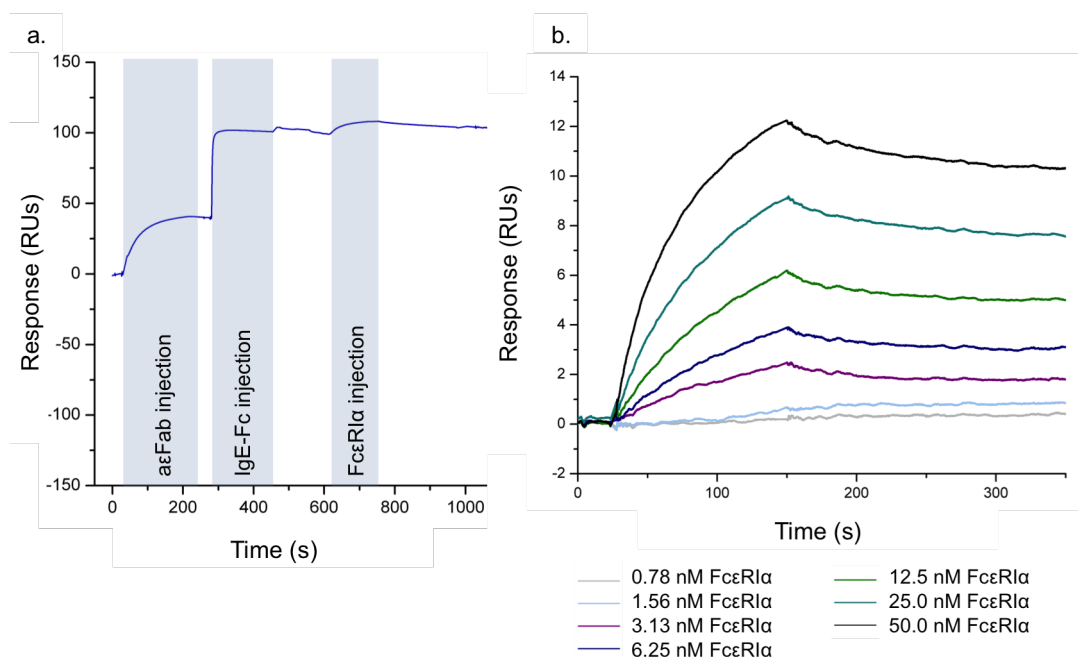 a.
150
100
50
0
-50
-100
-150
Response (RUs)
aεFab injection
IgE-Fc injection
FcεRIα injection
0 200 400 600 800 1000
Time (s)
b.
14
12
10
8
6
4
2
0
-2
Response (RUs)
0 100 200 300
Time (s)
0.78 nM FcεRIα
1.56 nM FcεRIα
3.13 nM FcεRIα
6.25 nM FcεRIα
12.5 nM FcεRIα
25.0 nM FcεRIα
50.0 nM FcεRIα